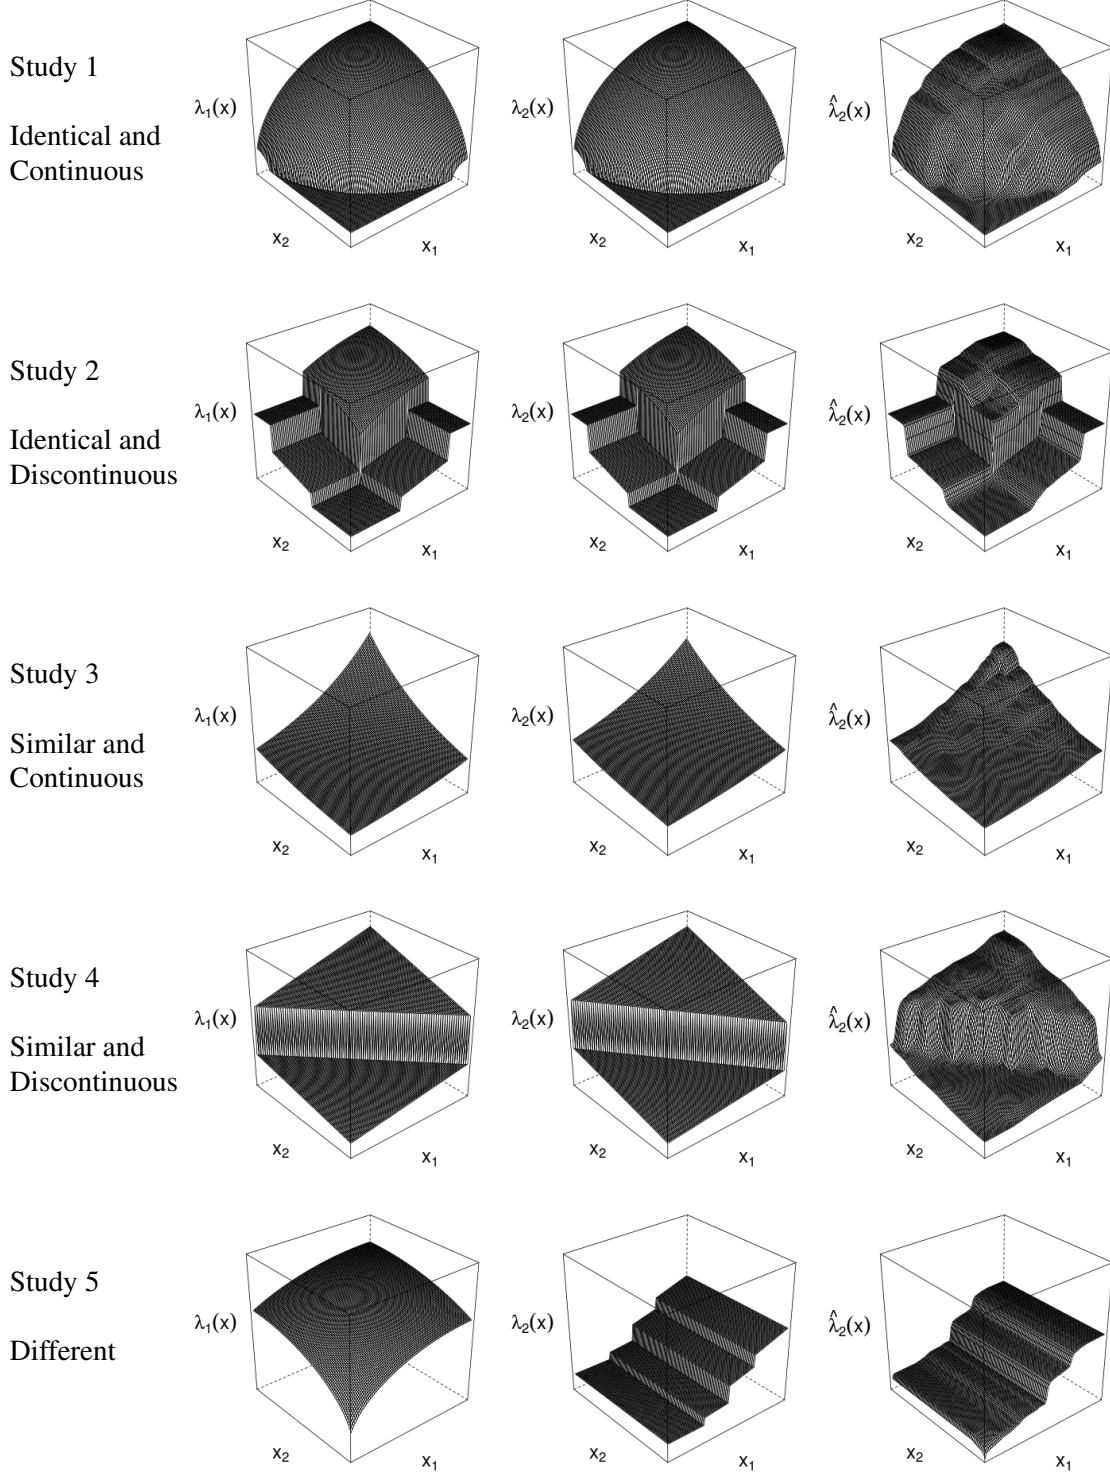 Study 1
Identical and
Continuous
λ₁(x)
x₂
x₁
λ₂(x)
x₂
x₁
λ̂₂(x)
x₂
x₁
Study 2
Identical and
Discontinuous
λ₁(x)
x₂
x₁
λ₂(x)
x₂
x₁
λ̂₂(x)
x₂
x₁
Study 3
Similar and
Continuous
λ₁(x)
x₂
x₁
λ₂(x)
x₂
x₁
λ̂₂(x)
x₂
x₁
Study 4
Similar and
Discontinuous
λ₁(x)
x₂
x₁
λ₂(x)
x₂
x₁
λ̂₂(x)
x₂
x₁
Study 5
Different
λ₁(x)
x₂
x₁
λ₂(x)
x₂
x₁
λ̂₂(x)
x₂
x₁